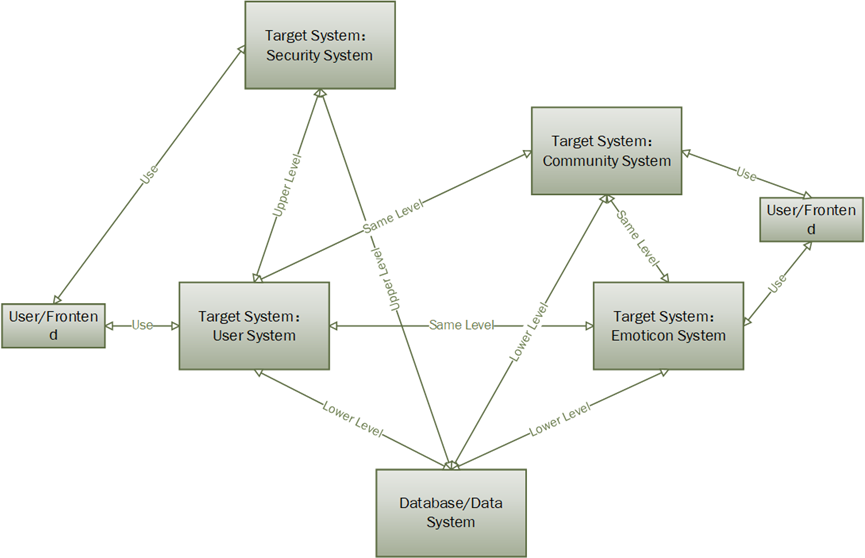 Target System：
Security System
Target System：
Community System
Use
Use
Upper Level
Same Level
User/Fronten
d
Same Level
Upper Level
Use
Target System：
User System
Target System：
Emoticon System
User/Fronten
d
Use
Same Level
Lower Level
Lower Level
Lower Level
Database/Data
System